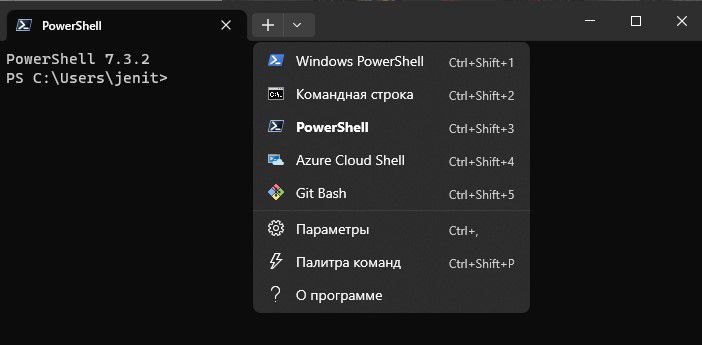 PowerShell
PowerShell 7.3.2
PS C:\Users\jenit>
Windows PowerShell Ctrl+Shift+1
Командная строка Ctrl+Shift+2
PowerShell Ctrl+Shift+3
Azure Cloud Shell Ctrl+Shift+4
Git Bash Ctrl+Shift+5
Параметры Ctrl+,
Палитра команд Ctrl+Shift+P
О программе